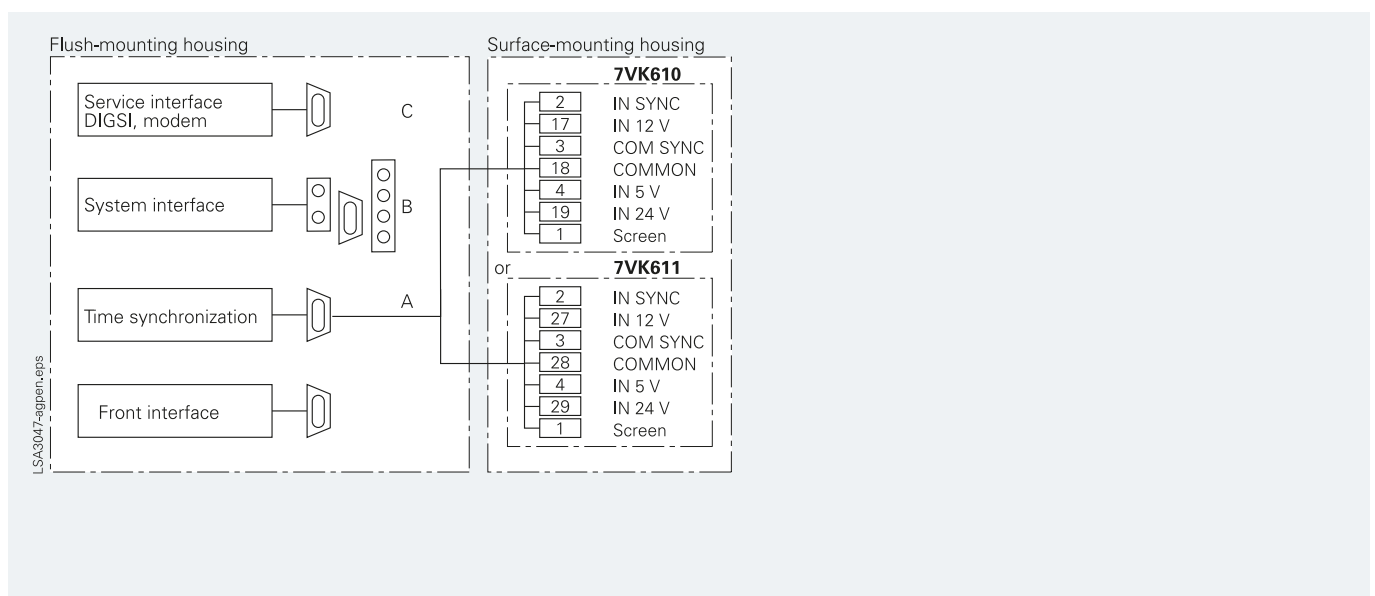 Flush-mounting housing
Service interface
DIGSI, modem
C
System interface
B
Time synchronization
A
Front interface
LSA3047-agpen.eps
Surface-mounting housing
7VK610
2 IN SYNC
17 IN 12 V
3 COM SYNC
18 COMMON
4 IN 5 V
19 IN 24 V
1 Screen
or
7VK611
2 IN SYNC
27 IN 12 V
3 COM SYNC
28 COMMON
4 IN 5 V
29 IN 24 V
1 Screen